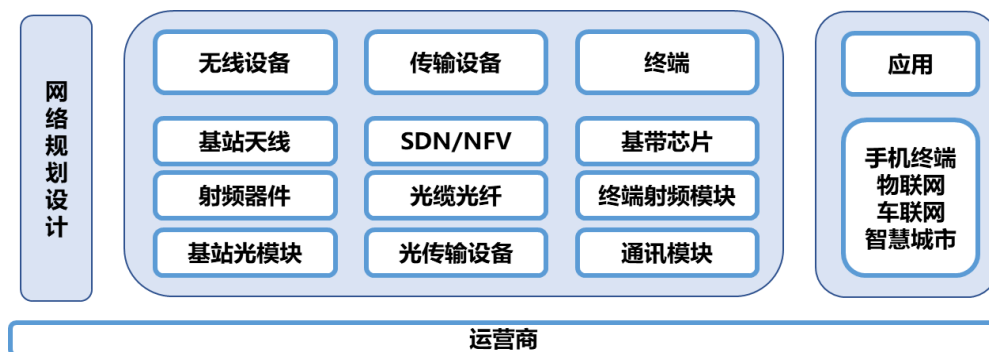 网络规划设计
无线设备
传输设备
终端
基站天线
SDN/NFV
基带芯片
射频器件
光缆光纤
终端射频模块
基站光模块
光传输设备
通讯模块
应用
手机终端
物联网
车联网
智慧城市
运营商